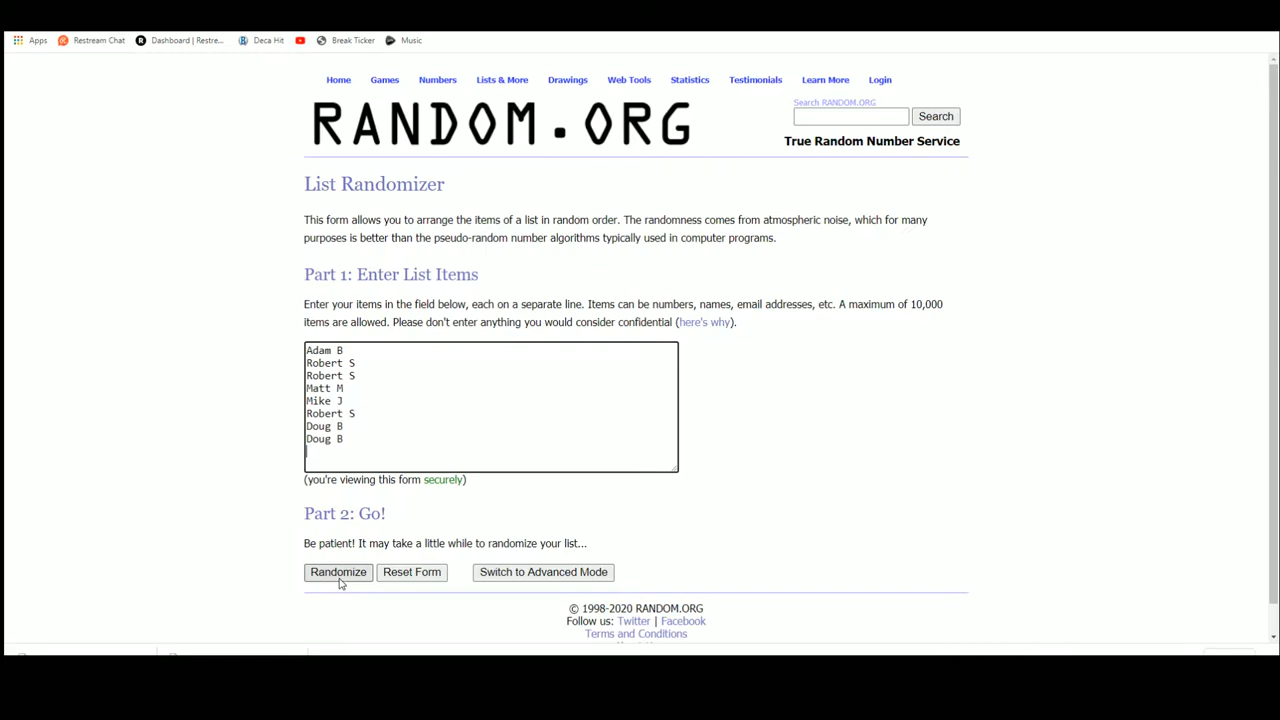 Apps Restream Chat Dashboard | Restre... Deca Hit Break Ticker Music
Home Games Numbers Lists & More Drawings Web Tools Statistics Testimonials Learn More Login
RANDOM.ORG
Search RANDOM.ORG
Search
True Random Number Service
List Randomizer
This form allows you to arrange the items of a list in random order. The randomness comes from atmospheric noise, which for many
purposes is better than the pseudo-random number algorithms typically used in computer programs.
Part 1: Enter List Items
Enter your items in the field below, each on a separate line. Items can be numbers, names, email addresses, etc. A maximum of 10,000
items are allowed. Please don't enter anything you would consider confidential (here's why).
Adam B
Robert S
Robert S
Matt M
Mike J
Robert S
Doug B
Doug B
(you're viewing this form securely)
Part 2: Go!
Be patient! It may take a little while to randomize your list...
Randomize Reset Form Switch to Advanced Mode
© 1998-2020 RANDOM.ORG
Follow us: Twitter | Facebook
Terms and Conditions